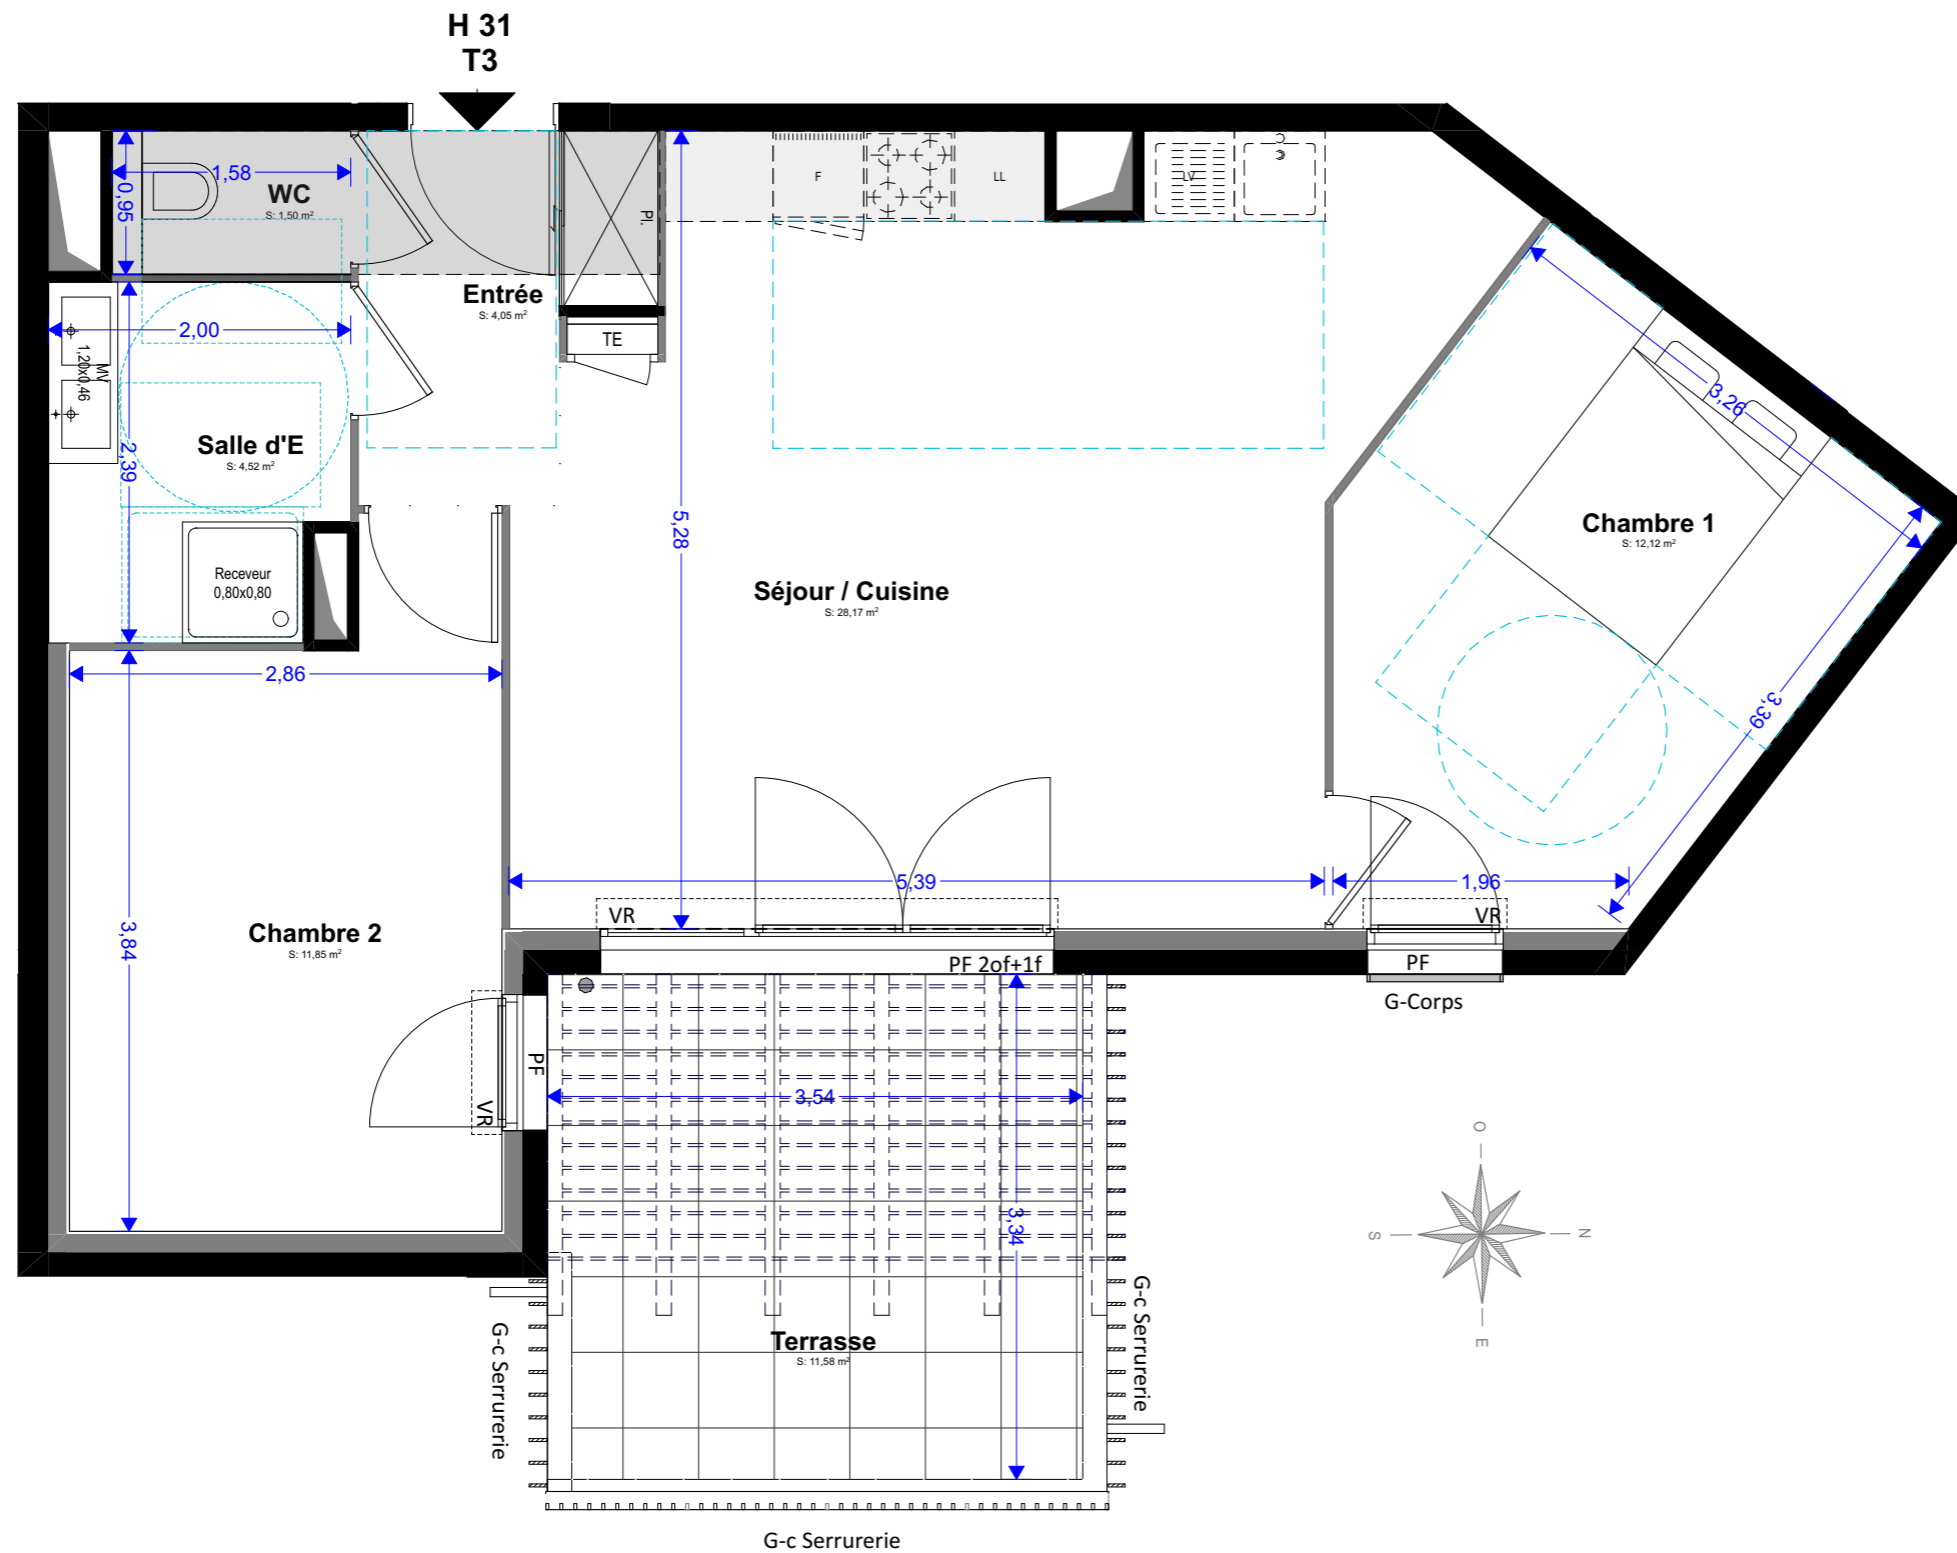 H 31
T3
1,58
WC
S: 1,50 m²
0,95
Pl.
F
LL
LV
Entrée
S: 4,05 m²
TE
2,00
MV
1,20x0,46
Salle d'E
S: 4,52 m²
2,39
Receveur
0,80x0,80
5,28
3,26
Chambre 1
S: 12,12 m²
Séjour / Cuisine
S: 28,17 m²
2,86
3,39
5,39
1,96
VR
VR
PF 2of+1f
PF
G-Corps
Chambre 2
S: 11,85 m²
3,84
PF
VR
3,54
3,34
O
S
N
E
G-c Serrurerie
G-c Serrurerie
Terrasse
S: 11,58 m²
G-c Serrurerie